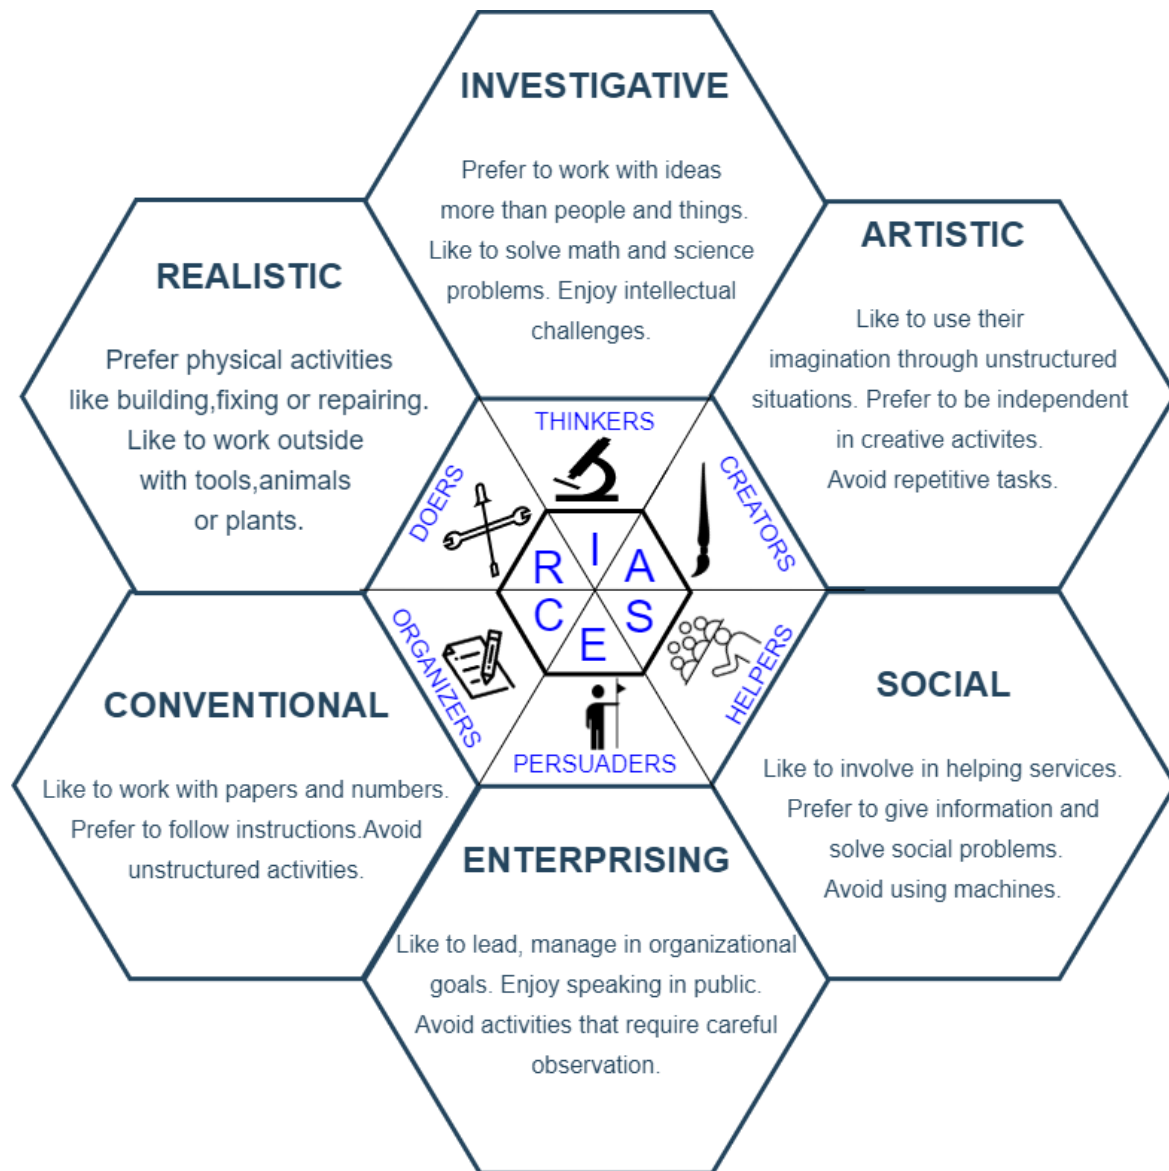 INVESTIGATIVE
Prefer to work with ideas
more than people and things.
Like to solve math and science
problems. Enjoy intellectual
challenges.
ARTISTIC
Like to use their
imagination through unstructured
situations. Prefer to be independent
in creative activites.
Avoid repetitive tasks.
REALISTIC
Prefer physical activities
like building,fixing or repairing.
Like to work outside
with tools,animals
or plants.
THINKERS
DOERS
CREATORS
R
I
A
C
E
S
ORGANIZERS
HELPERS
PERSUADERS
CONVENTIONAL
Like to work with papers and numbers.
Prefer to follow instructions.Avoid
unstructured activities.
SOCIAL
Like to involve in helping services.
Prefer to give information and
solve social problems.
Avoid using machines.
ENTERPRISING
Like to lead, manage in organizational
goals. Enjoy speaking in public.
Avoid activities that require careful
observation.